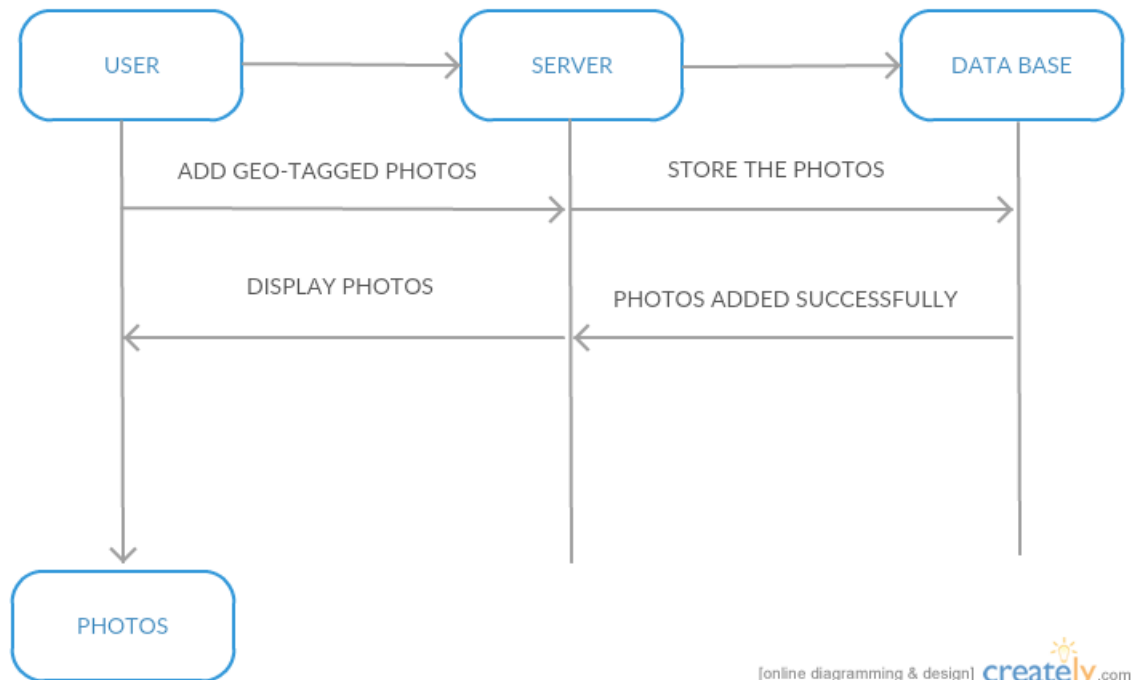 USER
SERVER
DATA BASE
ADD GEO-TAGGED PHOTOS
STORE THE PHOTOS
DISPLAY PHOTOS
PHOTOS ADDED SUCCESSFULLY
PHOTOS
[online diagramming & design] creately.com